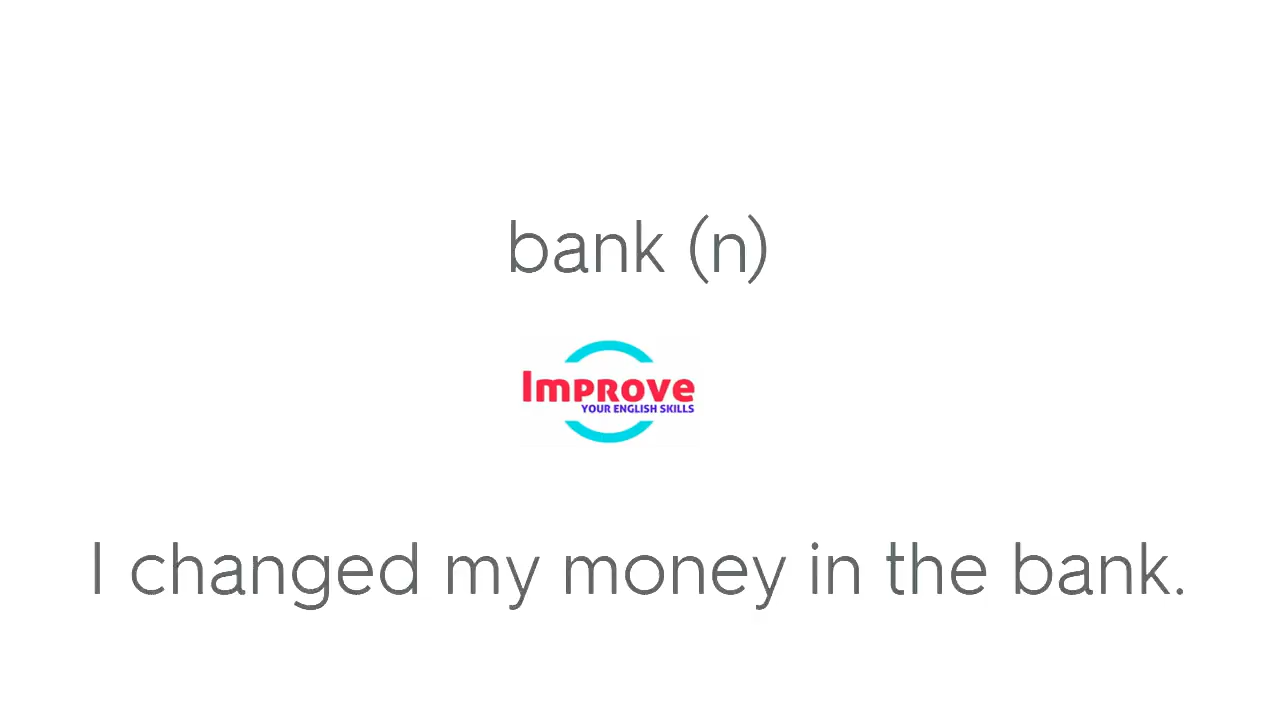 bank (n)
Improve
YOUR ENGLISH SKILLS
I changed my money in the bank.